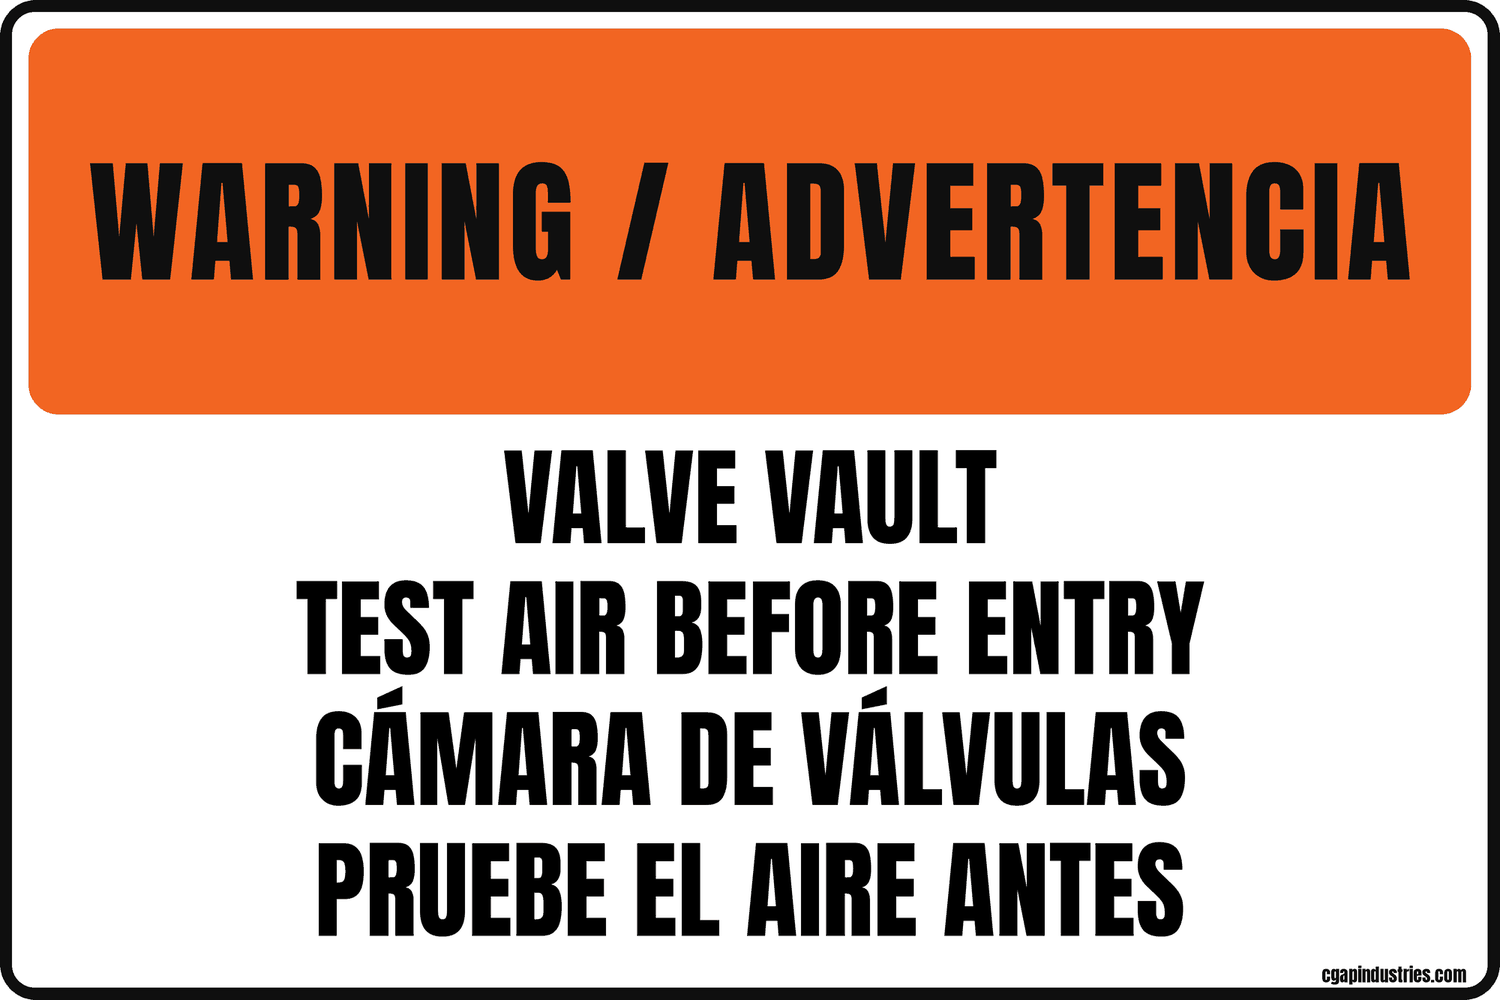 WARNING / ADVERTENCIA
VALVE VAULT
TEST AIR BEFORE ENTRY
CÁMARA DE VÁLVULAS
PRUEBE EL AIRE ANTES
cgapindustries.com